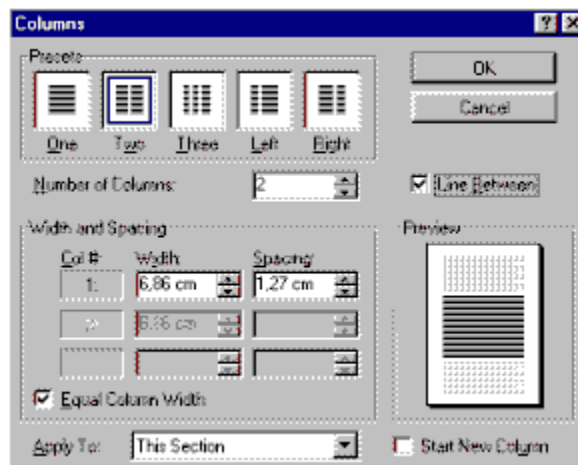 Columns
Presets
One Two Three Left Right
OK
Cancel
Number of Columns: 2
Line Between
Width and Spacing
Col #: Width: Spacing:
1: 6,86 cm 1,27 cm
2: 6,86 cm
Equal Column Width
Preview
Apply To: This Section
Start New Column